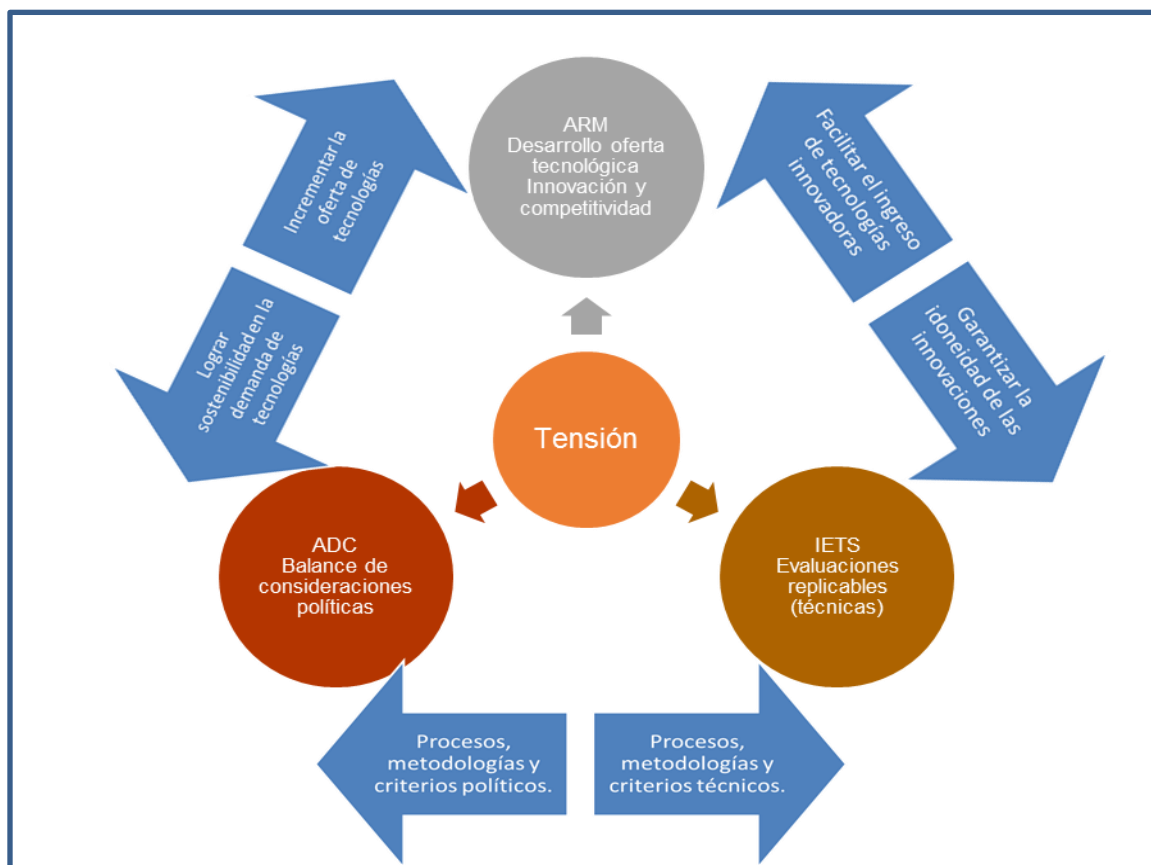 ARM
Desarrollo oferta
tecnológica
Innovación y
competitividad
Incrementar la
oferta de
tecnologías
Facilitar el ingreso
de tecnologías
innovadoras
Lograr
sostenibilidad en la
demanda de
tecnologías
Garantizar la
idoneidad de las
innovaciones
Tensión
ADC
Balance de
consideraciones
políticas
IETS
Evaluaciones
replicables
(técnicas)
Procesos,
metodologías y
criterios políticos.
Procesos,
metodologías y
criterios técnicos.